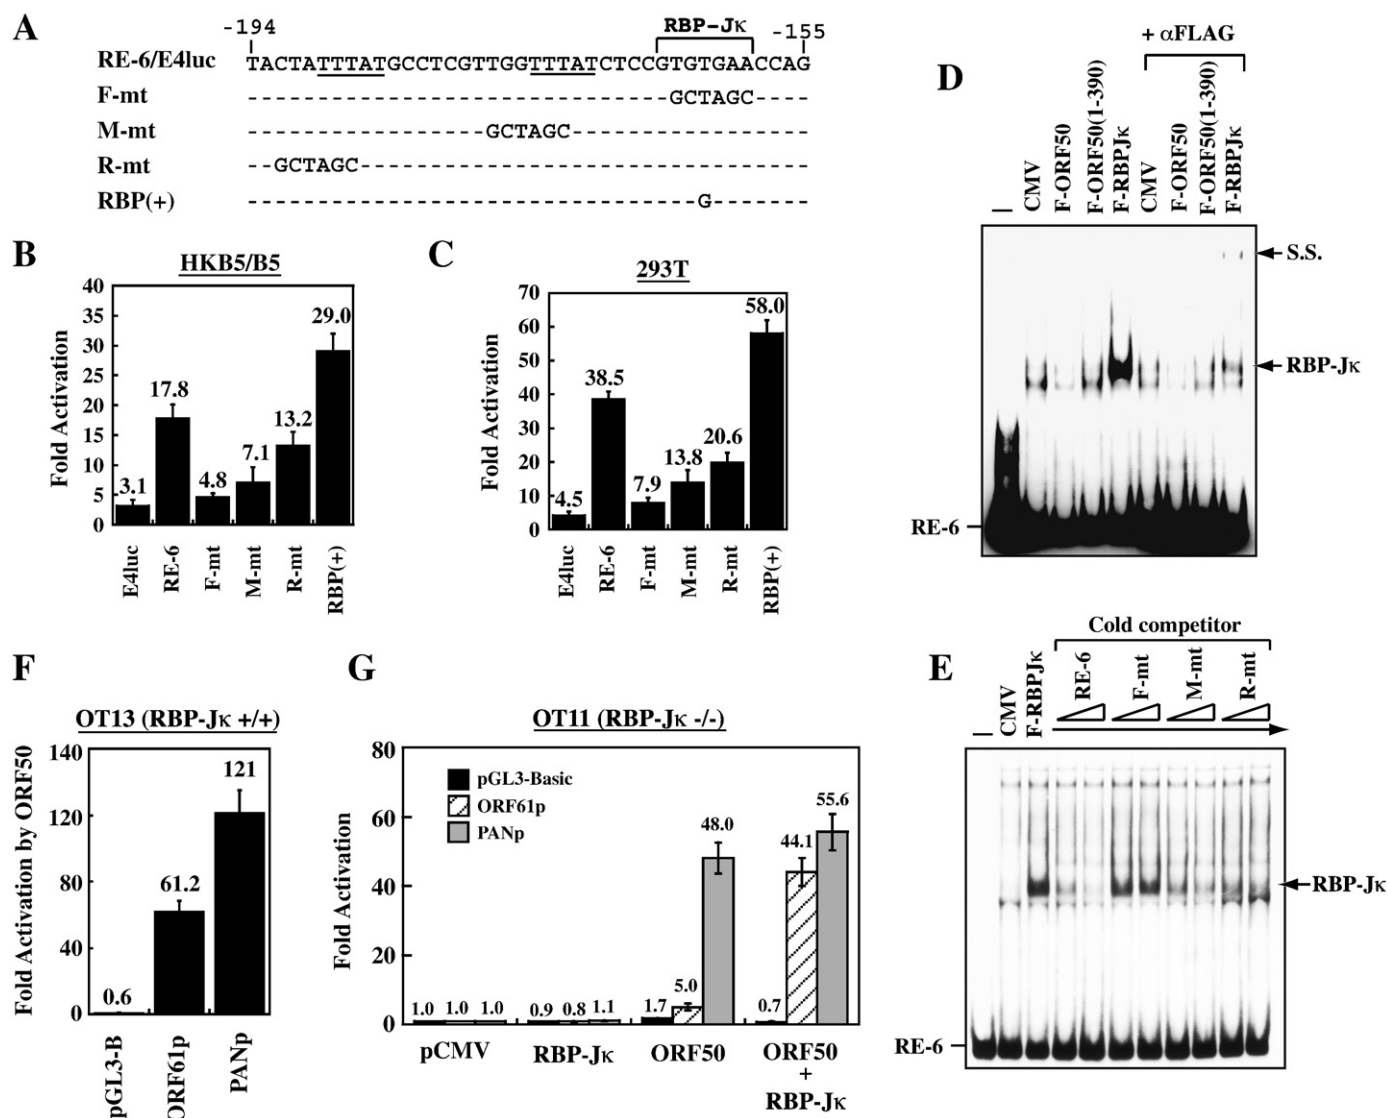 A
-194
RBP-Jκ
-155
RE-6/E4luc TACTATTTATGCCTCGTTGGTTTATCTCCGTGTGAACCAG
F-mt ------------------------------GCTAGC----
M-mt -----------------GCTAGC-----------------
R-mt --GCTAGC--------------------------------
RBP(+) --------------------------------G-------
B
HKB5/B5
Fold Activation
40
35
30
25
20
15
10
5
0
3.1
17.8
4.8
7.1
13.2
29.0
E4luc
RE-6
F-mt
M-mt
R-mt
RBP(+)
C
293T
Fold Activation
70
60
50
40
30
20
10
0
4.5
38.5
7.9
13.8
20.6
58.0
E4luc
RE-6
F-mt
M-mt
R-mt
RBP(+)
D
+ αFLAG
–
CMV
F-ORF50
F-ORF50(1-390)
F-RBPJκ
CMV
F-ORF50
F-ORF50(1-390)
F-RBPJκ
S.S.
RBP-Jκ
RE-6
E
Cold competitor
–
CMV
F-RBPJκ
RE-6
F-mt
M-mt
R-mt
RBP-Jκ
RE-6
F
OT13 (RBP-Jκ +/+)
Fold Activation by ORF50
140
120
80
40
0
0.6
61.2
121
pGL3-B
ORF61p
PANp
G
OT11 (RBP-Jκ -/-)
Fold Activation
80
60
40
20
0
pGL3-Basic
ORF61p
PANp
1.0 1.0 1.0
0.9 0.8 1.1
1.7 5.0 48.0
0.7 44.1 55.6
pCMV
RBP-Jκ
ORF50
ORF50
+
RBP-Jκ